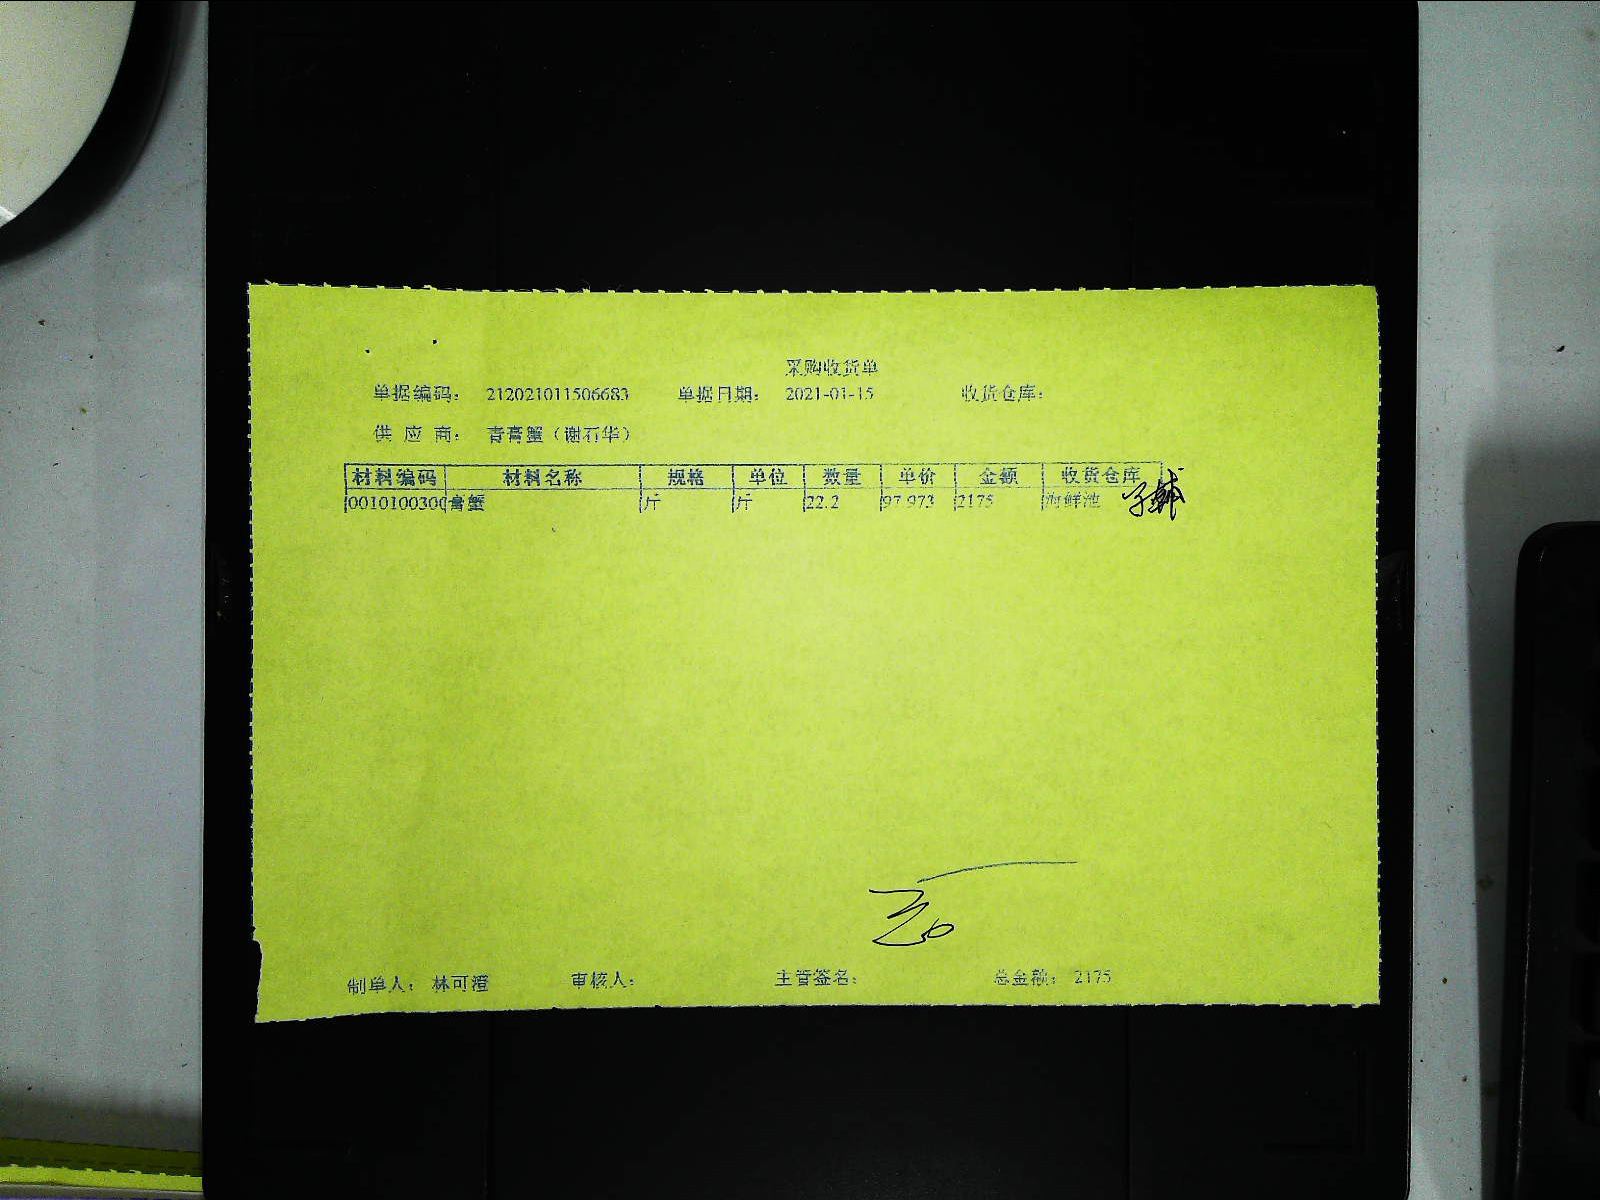 采购收货单
单据编码： 212021011506683 单据日期： 2021-01-15 收货仓库：
供 应 商： 青膏蟹（谢石华）
材料编码 材料名称 规格 单位 数量 单价 金额 收货仓库
0010100300 膏蟹 斤 斤 22.2 97.973 2175 海鲜池
制单人： 林可澄 审核人： 主管签名： 总金额： 2175